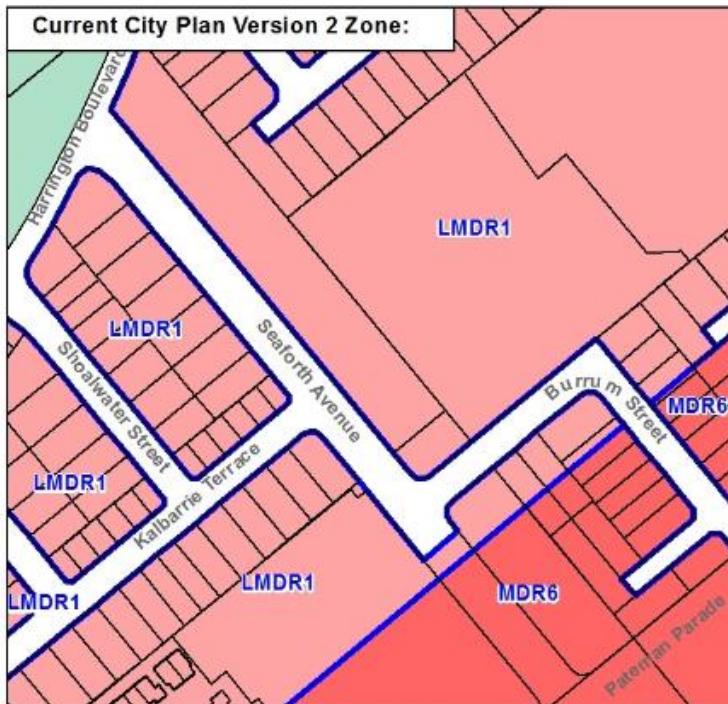 Current City Plan Version 2 Zone:
Harrington Boulevard
LMDR1
LMDR1
Seaforth Avenue
Shoalwater Street
Burrum Street
MDR6
LMDR1
Kalbarrie Terrace
LMDR1
LMDR1
MDR6
Pateman Parade